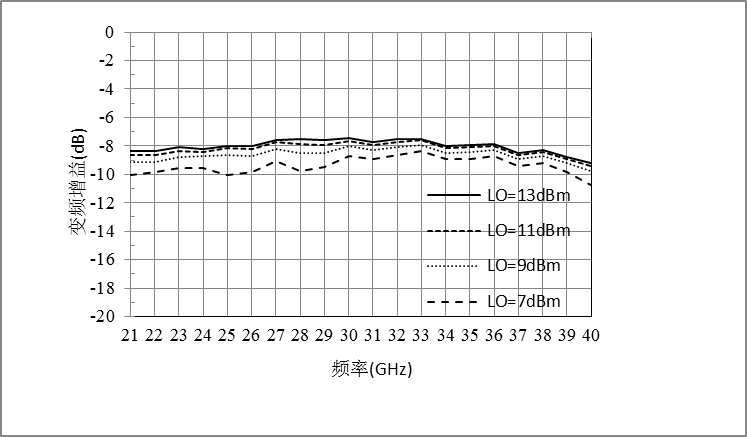 0
-2
-4
-6
-8
-10
-12
-14
-16
-18
-20
变频增益(dB)
LO=13dBm
LO=11dBm
LO=9dBm
LO=7dBm
21 22 23 24 25 26 27 28 29 30 31 32 33 34 35 36 37 38 39 40
频率(GHz)